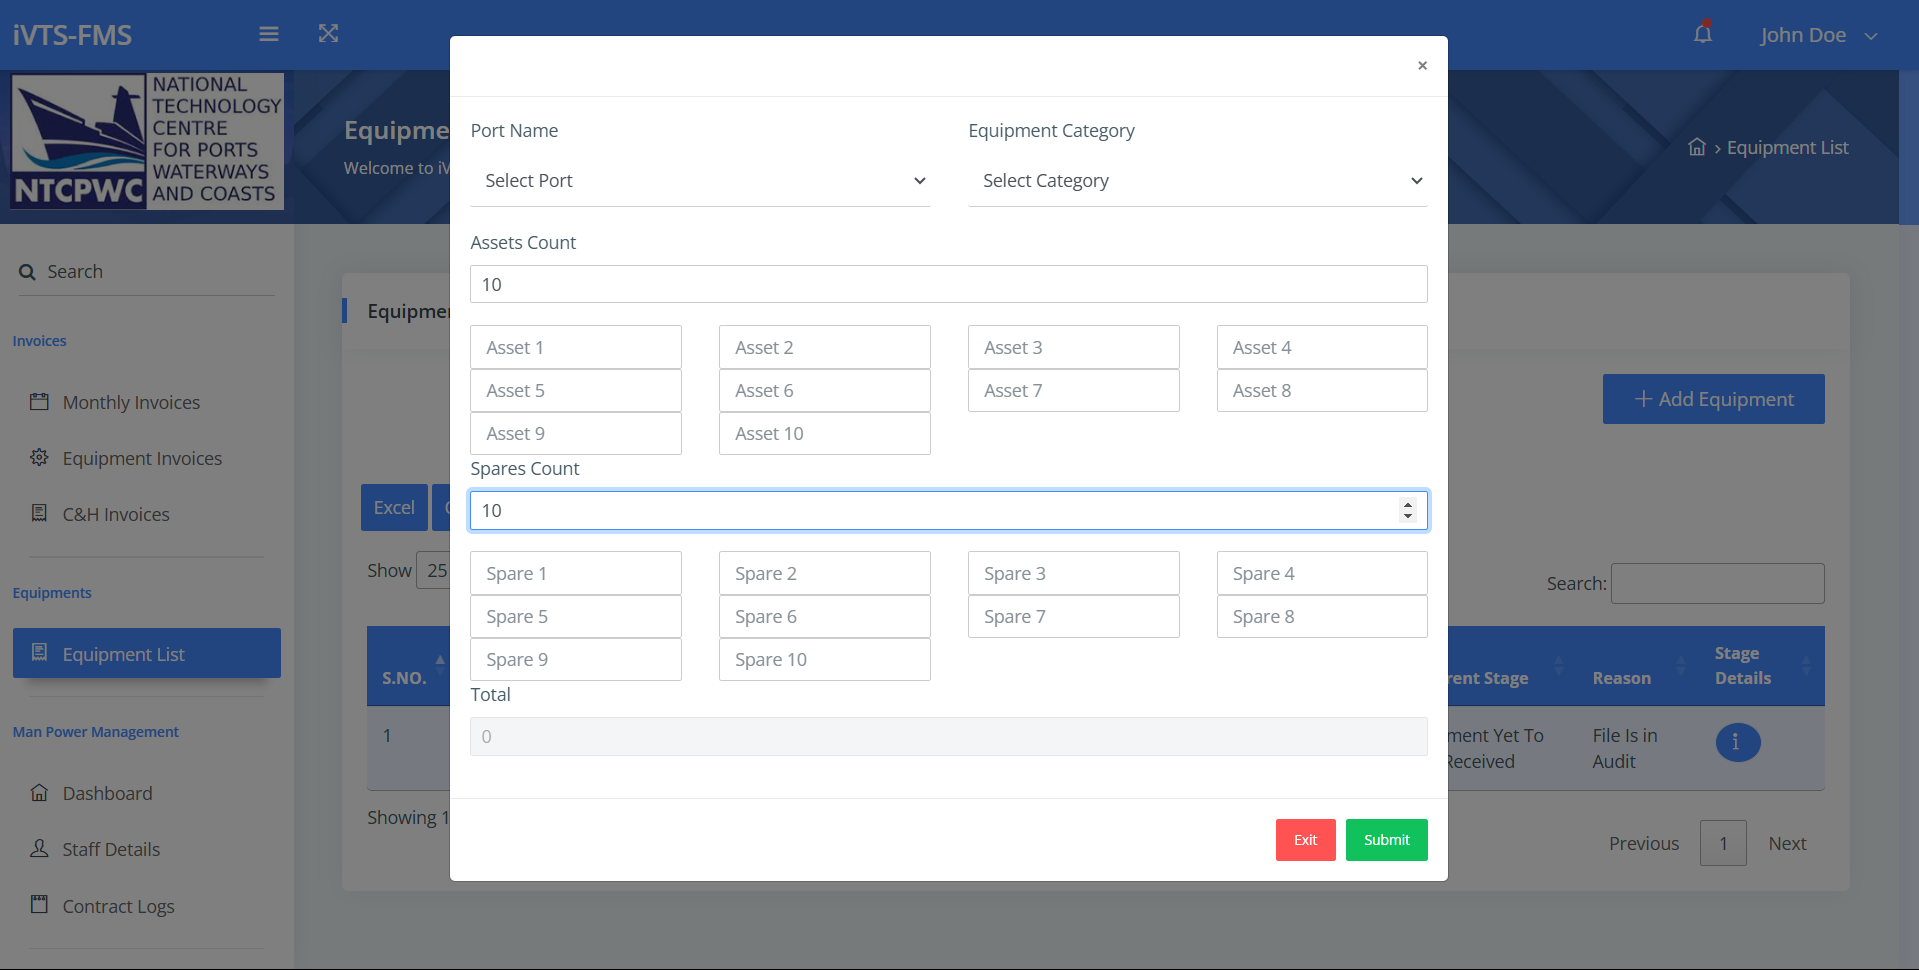 iVTS-FMS
John Doe
NATIONAL
TECHNOLOGY
CENTRE
FOR PORTS
WATERWAYS
AND COASTS
NTCPWC
Welcome to
Equipment List
Search
Invoices
Monthly Invoices
Equipment Invoices
C&H Invoices
Equipments
Equipment List
Man Power Management
Dashboard
Staff Details
Contract Logs
×
Port Name
Equipment Category
Select Port
Select Category
Assets Count
10
Asset 1
Asset 2
Asset 3
Asset 4
Asset 5
Asset 6
Asset 7
Asset 8
Asset 9
Asset 10
Spares Count
10
Spare 1
Spare 2
Spare 3
Spare 4
Spare 5
Spare 6
Spare 7
Spare 8
Spare 9
Spare 10
Total
0
Exit
Submit
+ Add Equipment
Excel
Show 25
Search:
S.NO.
Stage
Reason
Stage
Details
1
Yet To
File Is in
Audit
i
Showing 1
Previous
1
Next